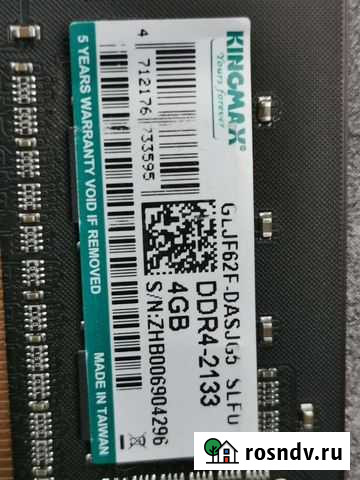 KINGMAX®
Yours forever
4 712176 733595
GLJF62F-DASJG5 SLFU
DDR4-2133
4GB
S/N:ZHB006904296
5 YEARS WARRANTY VOID IF REMOVED
MADE IN TAIWAN
rosndv.ru